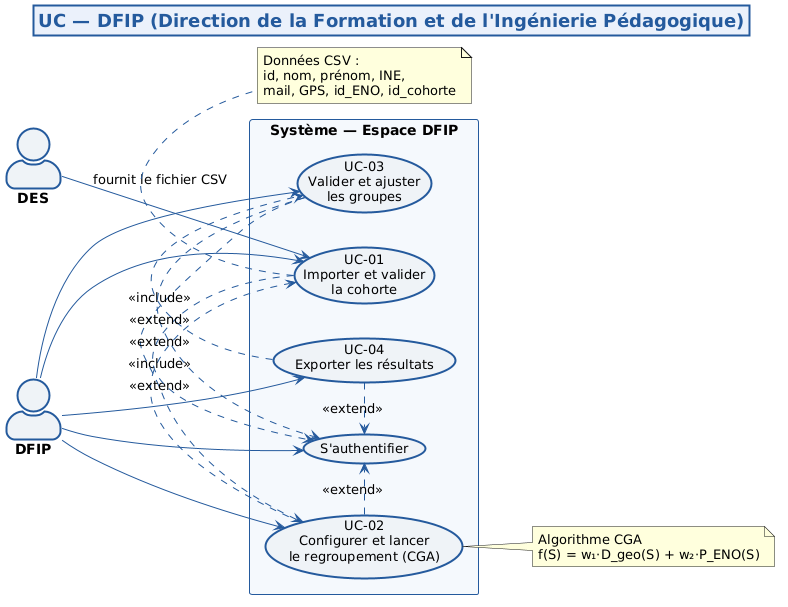 UC — DFIP (Direction de la Formation et de l'Ingénierie Pédagogique)
Données CSV :
id, nom, prénom, INE,
mail, GPS, id_ENO, id_cohorte
Système — Espace DFIP
UC-03
Valider et ajuster
les groupes
fournit le fichier CSV
DES
UC-01
Importer et valider
la cohorte
«include»
«extend»
«extend»
«include»
«extend»
UC-04
Exporter les résultats
«extend»
DFIP
S'authentifier
«extend»
UC-02
Configurer et lancer
le regroupement (CGA)
Algorithme CGA
f(S) = w₁·D_geo(S) + w₂·P_ENO(S)